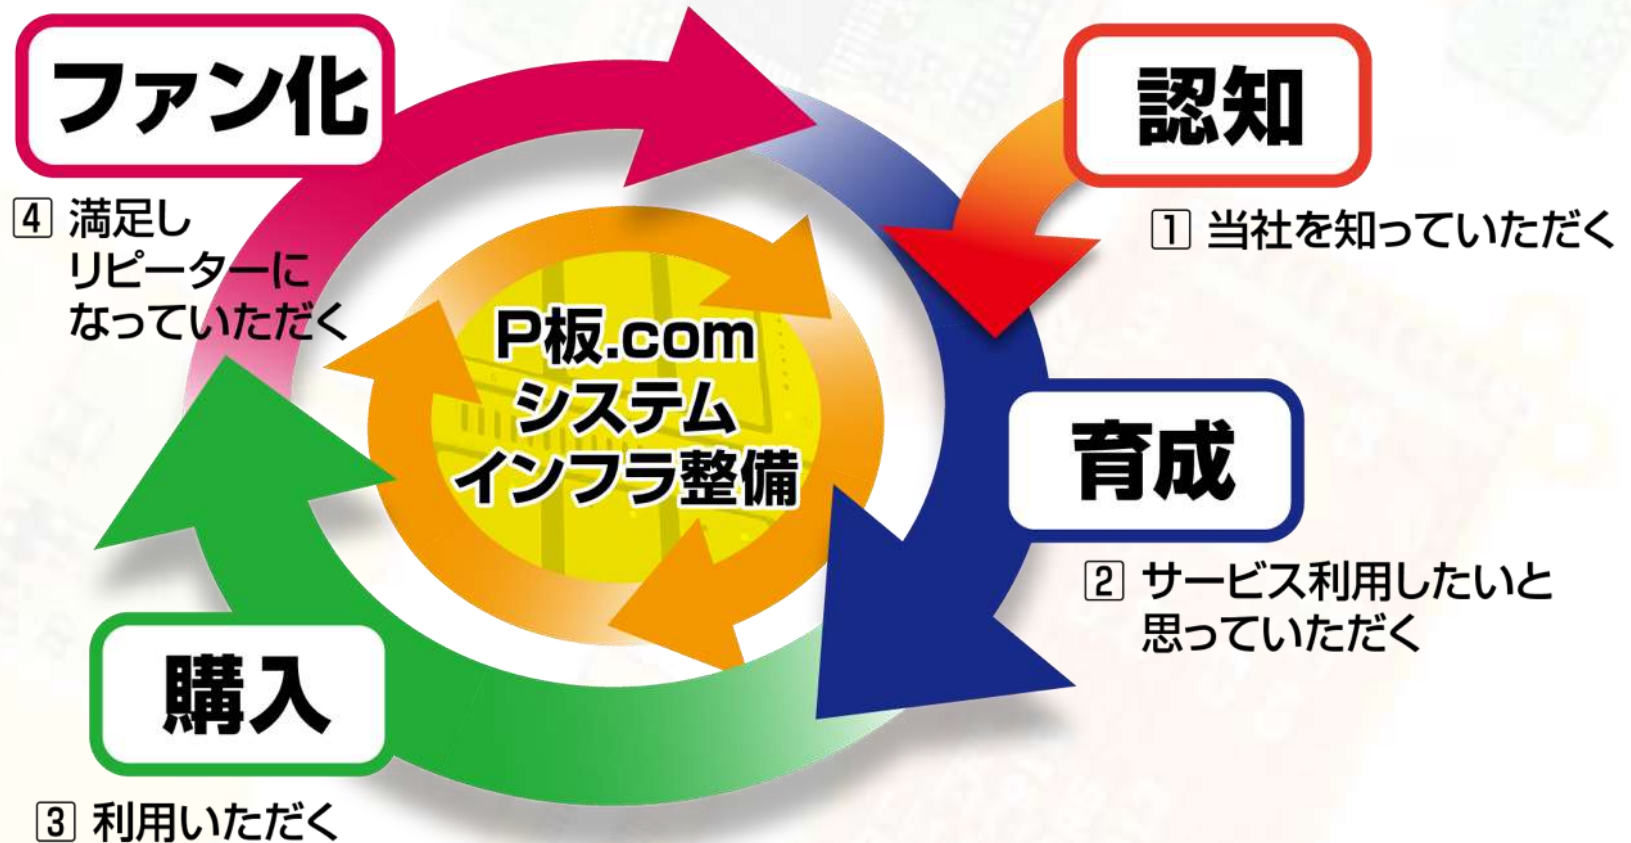 認知
1 当社を知っていただく
育成
2 サービス利用したいと
思っていただく
購入
3 利用いただく
ファン化
4 満足し
リピーターに
なっていただく
P板.com
システム
インフラ整備